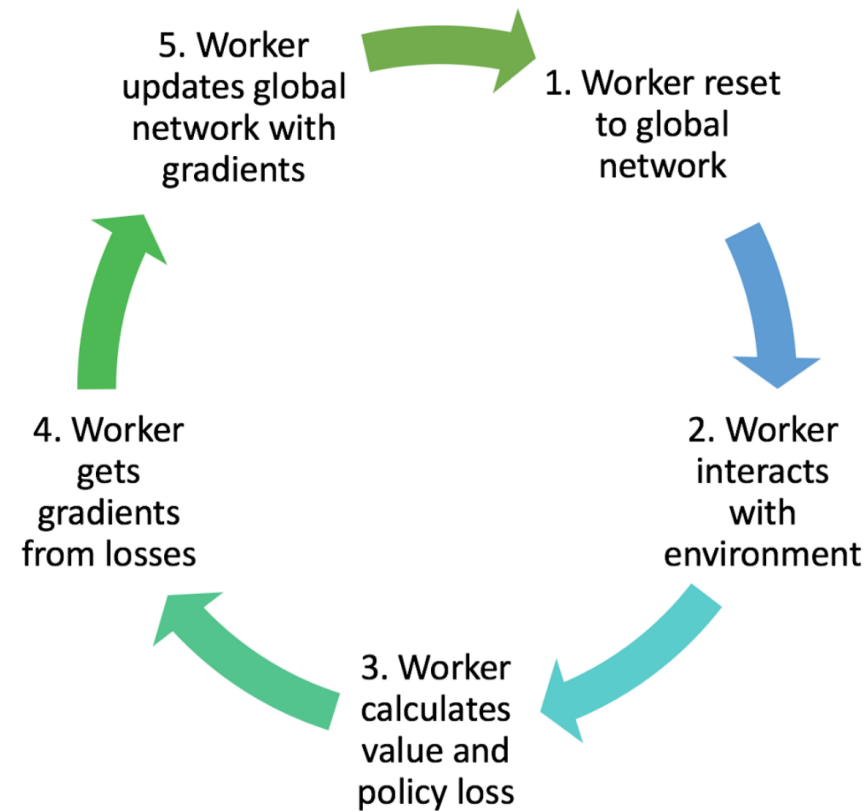 1. Worker reset
to global
network
2. Worker
interacts
with
environment
3. Worker
calculates
value and
policy loss
4. Worker
gets
gradients
from losses
5. Worker
updates global
network with
gradients